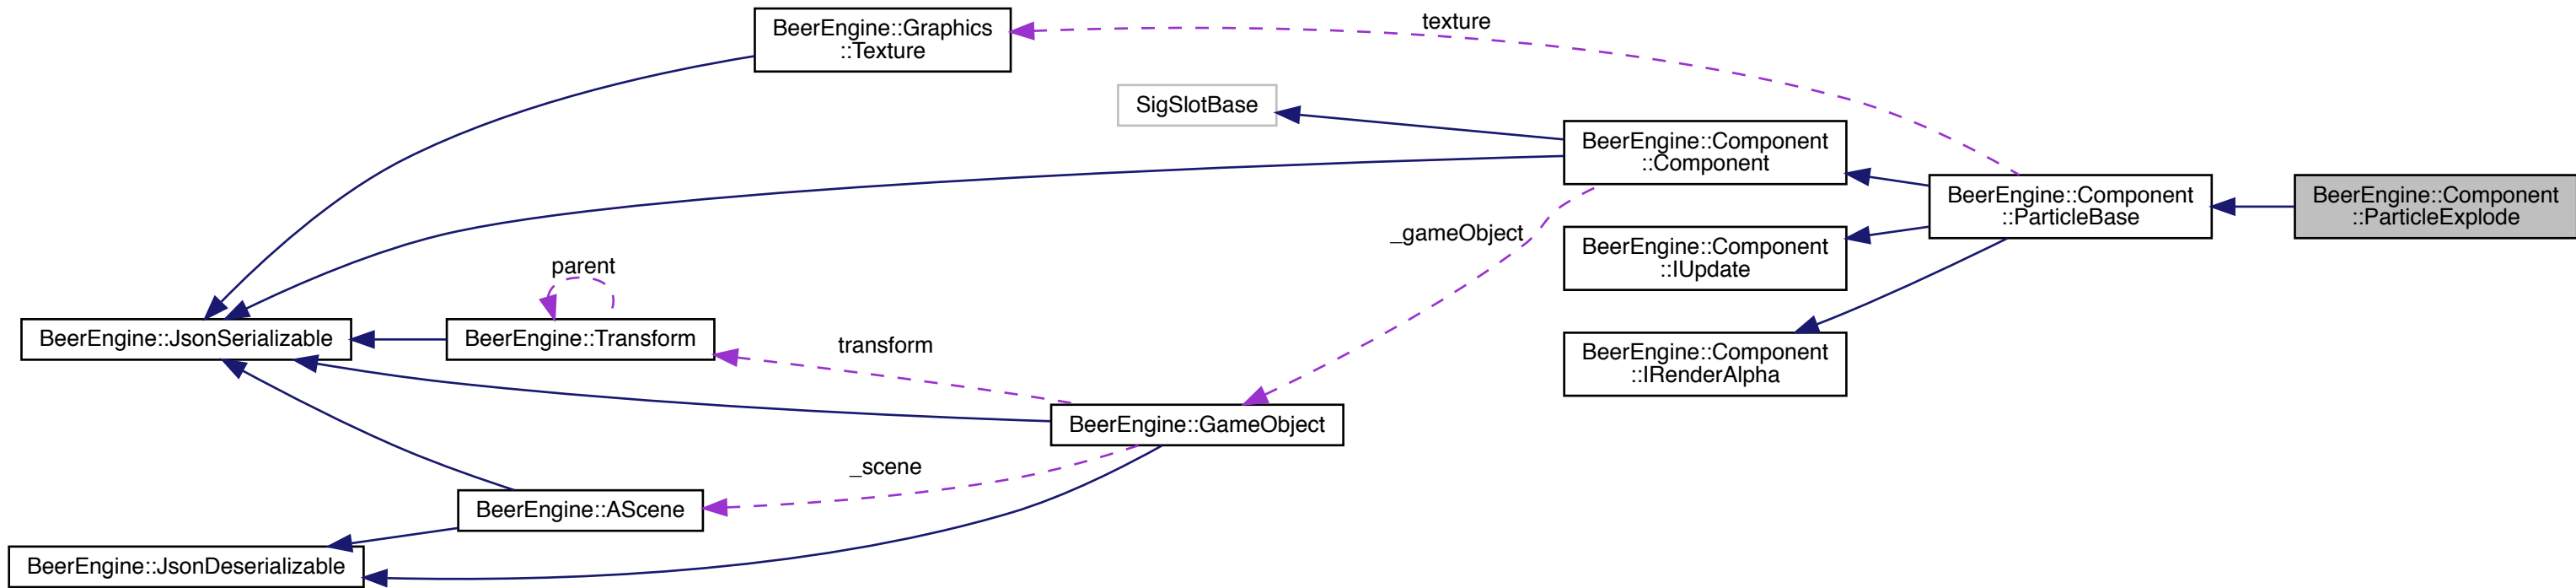 BeerEngine::Graphics
::Texture
texture
SigSlotBase
BeerEngine::Component
::Component
BeerEngine::Component
::ParticleBase
BeerEngine::Component
::ParticleExplode
_gameObject
BeerEngine::Component
::IUpdate
parent
BeerEngine::JsonSerializable
BeerEngine::Transform
transform
BeerEngine::Component
::IRenderAlpha
BeerEngine::GameObject
_scene
BeerEngine::AScene
BeerEngine::JsonDeserializable